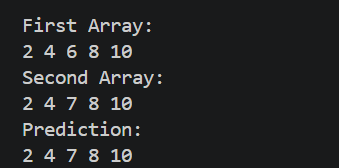 First Array:
2 4 6 8 10
Second Array:
2 4 7 8 10
Prediction:
2 4 7 8 10